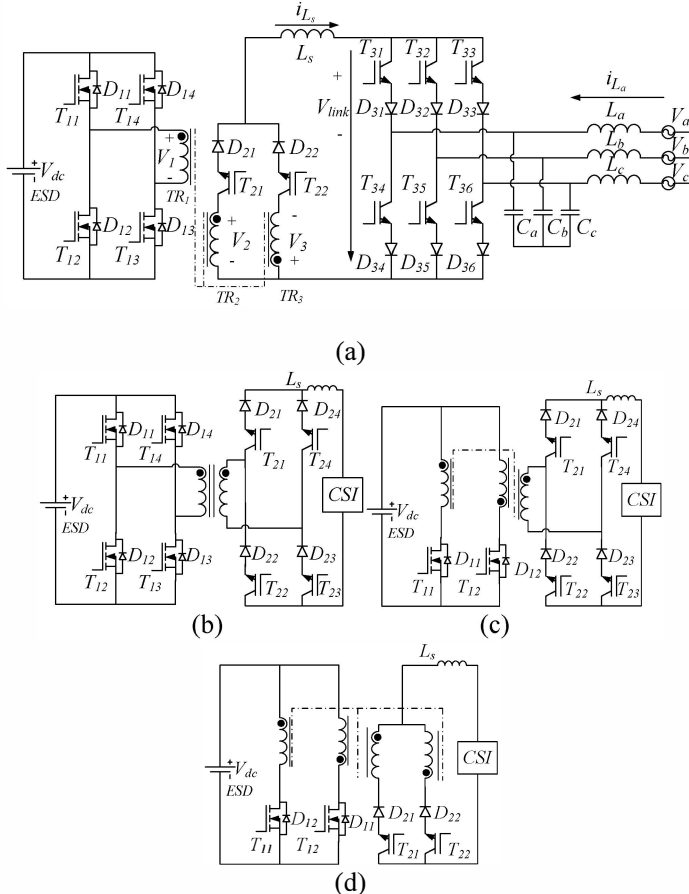 i_{L_s}
L_s
T_{31} T_{32} T_{33}
D_{11} D_{14}
T_{11} T_{14}
+ V_{link} -
D_{31} D_{32} D_{33}
i_{L_a}
L_a V_a
L_b V_b
L_c V_c
+ V_1 -
TR_1
D_{21} D_{22}
T_{21} T_{22}
+ V_{dc}
ESD
T_{34} T_{35} T_{36}
D_{12} D_{13}
T_{12} T_{13}
+ V_2 -
- V_3 +
C_a C_b C_c
D_{34} D_{35} D_{36}
TR_2 TR_3
(a)
L_s
D_{11} D_{14}
T_{11} T_{14}
D_{21} D_{24}
T_{21} T_{24}
+ V_{dc}
ESD
CSI
D_{12} D_{13}
T_{12} T_{13}
D_{22} D_{23}
T_{22} T_{23}
(b)
L_s
D_{21} D_{24}
T_{21} T_{24}
+ V_{dc}
ESD
CSI
D_{11} D_{12}
T_{11} T_{12}
D_{22} D_{23}
T_{22} T_{23}
(c)
L_s
+ V_{dc}
ESD
CSI
D_{12} D_{11}
T_{11} T_{12}
D_{21} D_{22}
T_{21} T_{22}
(d)